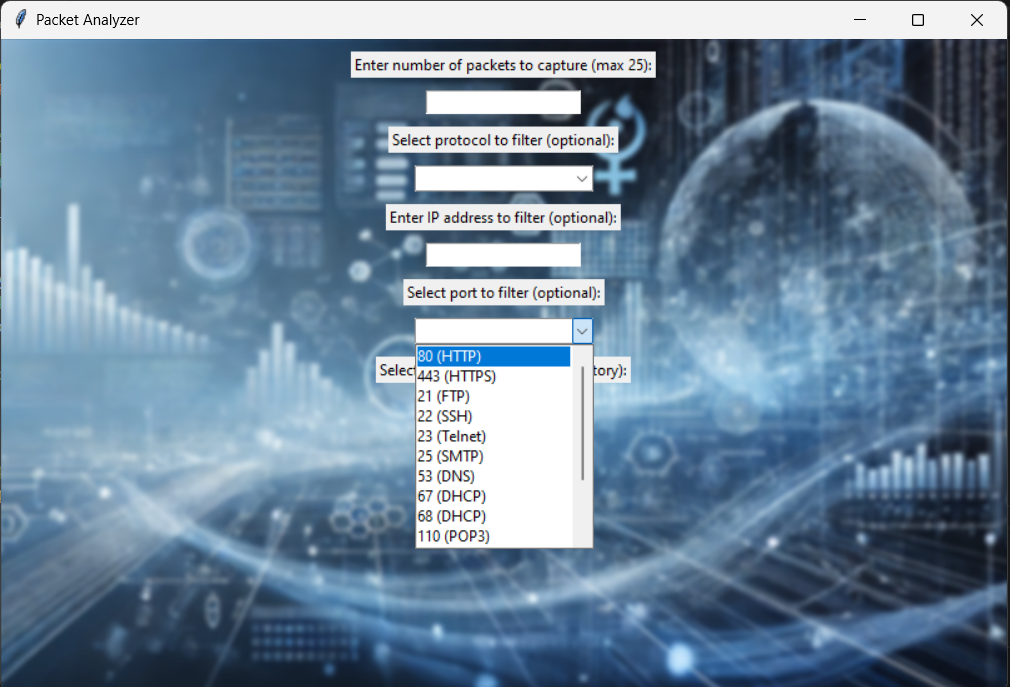 Packet Analyzer
Enter number of packets to capture (max 25):
Select protocol to filter (optional):
Enter IP address to filter (optional):
Select port to filter (optional):
80 (HTTP)
Selec tory):
443 (HTTPS)
21 (FTP)
22 (SSH)
23 (Telnet)
25 (SMTP)
53 (DNS)
67 (DHCP)
68 (DHCP)
110 (POP3)